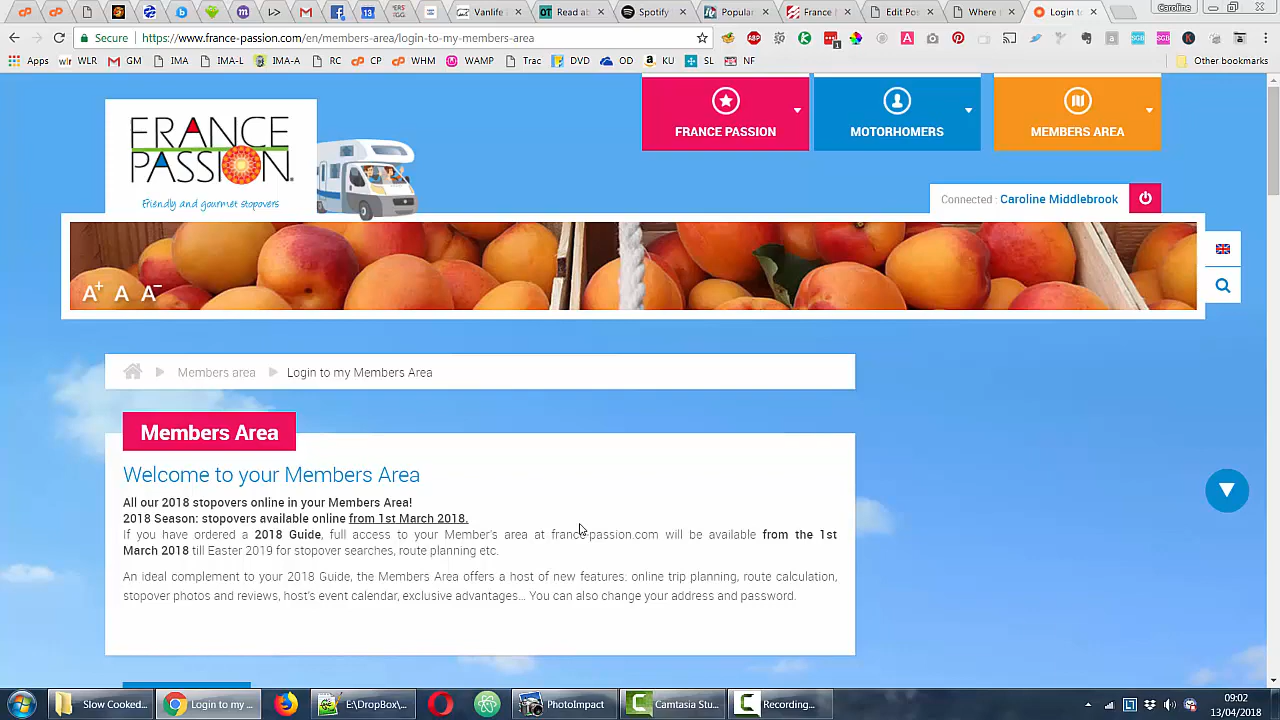 Caroline
Vanlife
Read ab
Spotify
Popular
France
Edit Pos
Where
Login to
Secure
https://www.france-passion.com/en/members-area/login-to-my-members-area
Apps WLR GM IMA IMA-L IMA-A RC CP WHM WAMP Trac DVD OD KU SL NF Other bookmarks
FRANCE PASSION
MOTORHOMERS
MEMBERS AREA
FRANCE
PASSION
Friendly and gourmet stopovers
Connected : Caroline Middlebrook
A+ A A-
Members area
Login to my Members Area
Members Area
Welcome to your Members Area
All our 2018 stopovers online in your Members Area!
2018 Season: stopovers available online from 1st March 2018.
If you have ordered a 2018 Guide, full access to your Member's area at france-passion.com will be available from the 1st
March 2018 till Easter 2019 for stopover searches, route planning etc.
An ideal complement to your 2018 Guide, the Members Area offers a host of new features: online trip planning, route calculation,
stopover photos and reviews, host's event calendar, exclusive advantages... You can also change your address and password.
Slow Cooked...
Login to my ...
E:\DropBox\...
PhotoImpact
Camtasia Stu...
Recording...
09:02
13/04/2018